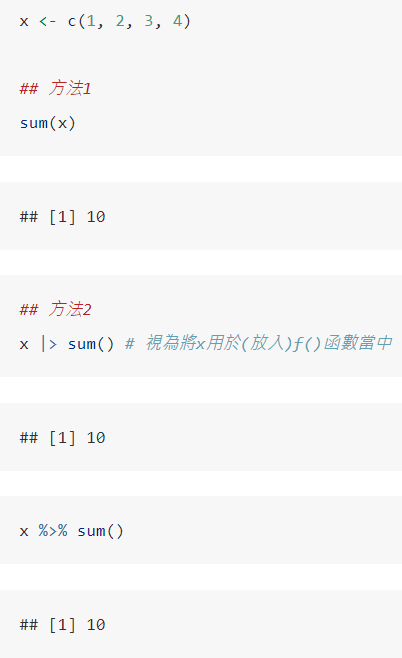 x <- c(1, 2, 3, 4)
## 方法1
sum(x)
## [1] 10
## 方法2
x |> sum() # 視為將x用於(放入)f()函數當中
## [1] 10
x %>% sum()
## [1] 10